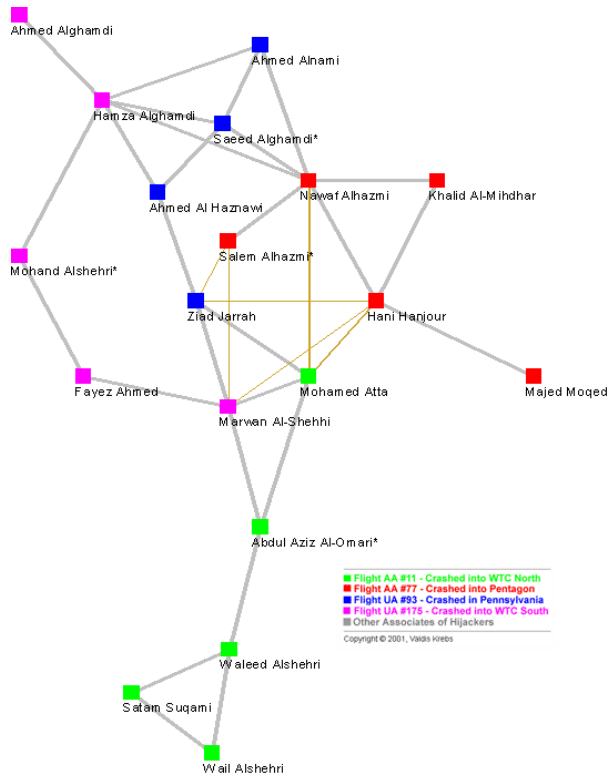 Ahmed Alghamdi
Ahmed Alnami
Hamza Alghamdi
Saeed Alghamdi*
Nawaf Alhazmi
Khalid Al-Mihdhar
Ahmed Al Haznawi
Salem Alhazmi*
Mohand Alshehri*
Ziad Jarrah
Hani Hanjour
Fayez Ahmed
Mohamed Atta
Majed Moqed
Marwan Al-Shehhi
Abdul Aziz Al-Omari*
Flight AA #11 - Crashed into WTC North
Flight AA #77 - Crashed into Pentagon
Flight UA #93 - Crashed in Pennsylvania
Flight UA #175 - Crashed into WTC South
Other Associates of Hijackers
Copyright © 2001, Valdis Krebs
Waleed Alshehri
Satam Suqami
Wail Alshehri